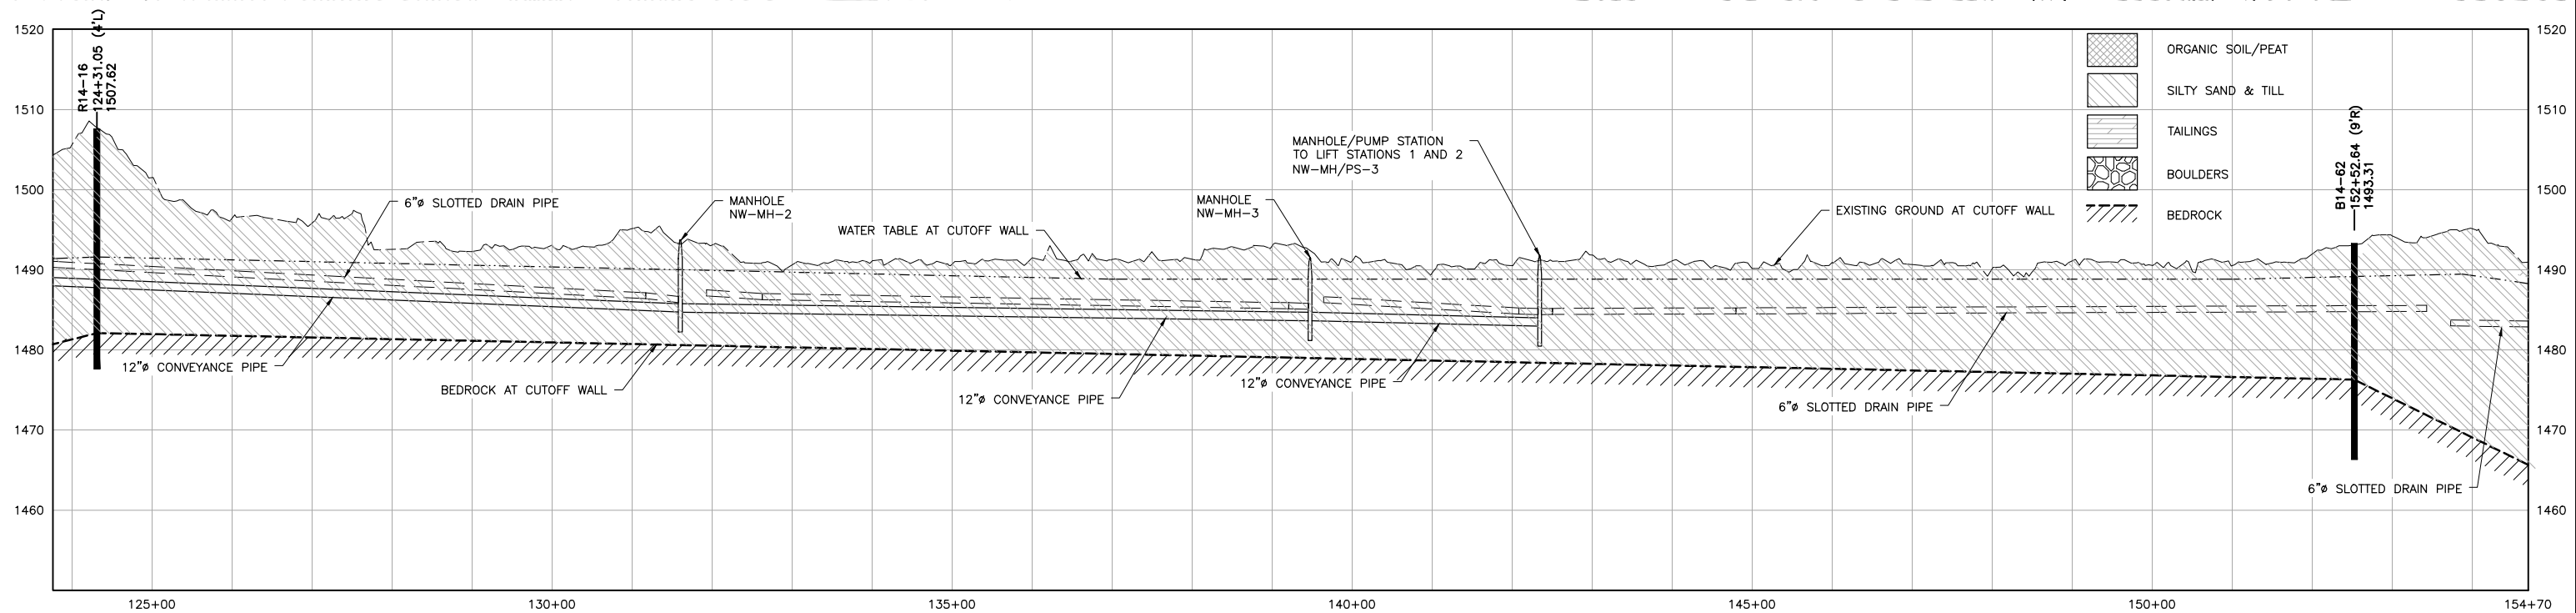 1520
1510
1500
1490
1480
1470
1460
R14-16
124+31.05 (4'L)
1507.62
6"ø SLOTTED DRAIN PIPE
MANHOLE
NW-MH-2
WATER TABLE AT CUTOFF WALL
MANHOLE
NW-MH-3
MANHOLE/PUMP STATION
TO LIFT STATIONS 1 AND 2
NW-MH/PS-3
EXISTING GROUND AT CUTOFF WALL
ORGANIC SOIL/PEAT
SILTY SAND & TILL
TAILINGS
BOULDERS
BEDROCK
B14-62
152+52.64 (9'R)
1493.31
12"ø CONVEYANCE PIPE
BEDROCK AT CUTOFF WALL
12"ø CONVEYANCE PIPE
12"ø CONVEYANCE PIPE
6"ø SLOTTED DRAIN PIPE
6"ø SLOTTED DRAIN PIPE
1520
1510
1500
1490
1480
1470
1460
125+00
130+00
135+00
140+00
145+00
150+00
154+70